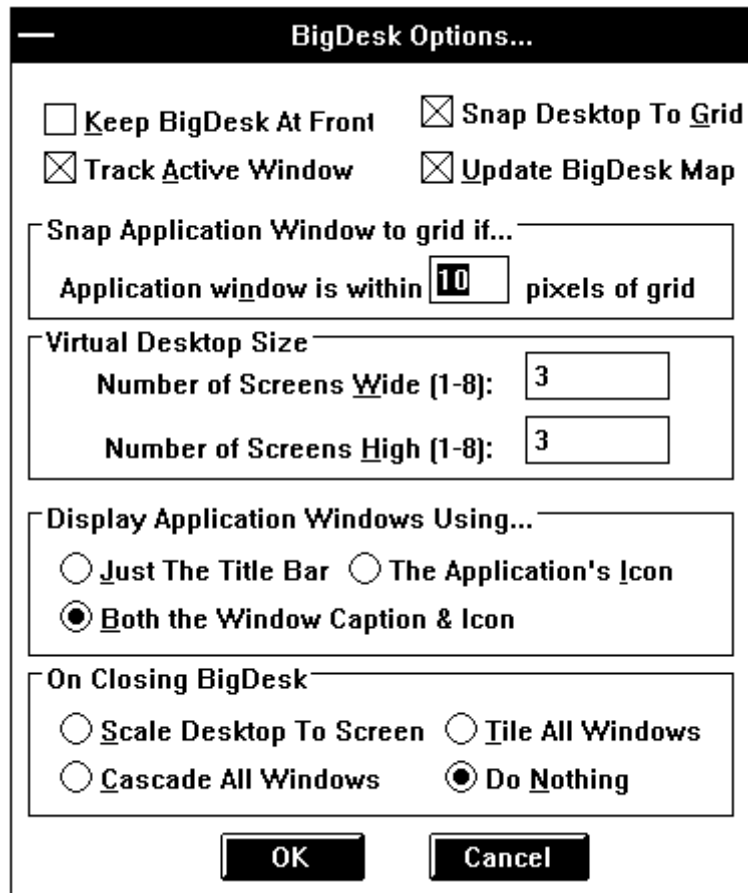 BigDesk Options...
Keep BigDesk At Front
Snap Desktop To Grid
Track Active Window
Update BigDesk Map
Snap Application Window to grid if...
Application window is within 10 pixels of grid
Virtual Desktop Size
Number of Screens Wide (1-8): 3
Number of Screens High (1-8): 3
Display Application Windows Using...
Just The Title Bar The Application's Icon
Both the Window Caption & Icon
On Closing BigDesk
Scale Desktop To Screen Tile All Windows
Cascade All Windows Do Nothing
OK Cancel